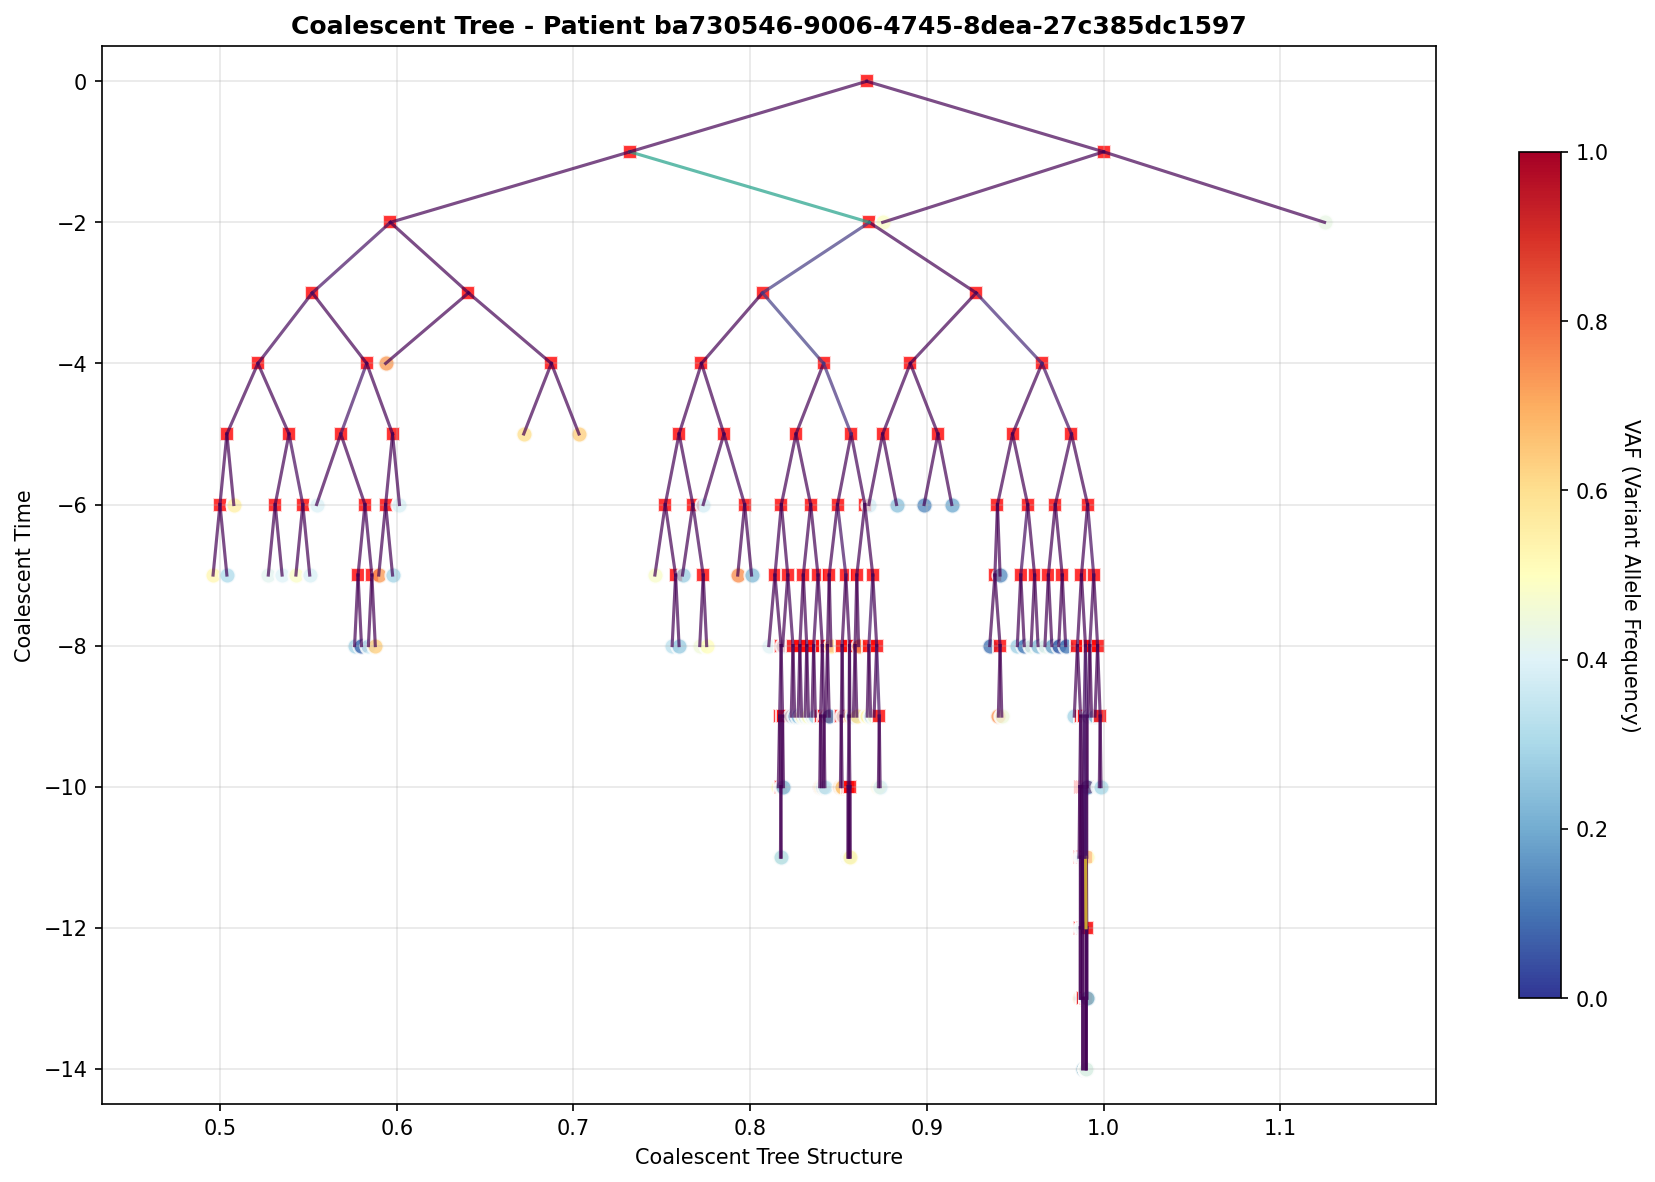 Coalescent Tree - Patient ba730546-9006-4745-8dea-27c385dc1597
0
−2
−4
−6
−8
−10
−12
−14
Coalescent Time
0.5 0.6 0.7 0.8 0.9 1.0 1.1
Coalescent Tree Structure
1.0
0.8
0.6
0.4
0.2
0.0
VAF (Variant Allele Frequency)